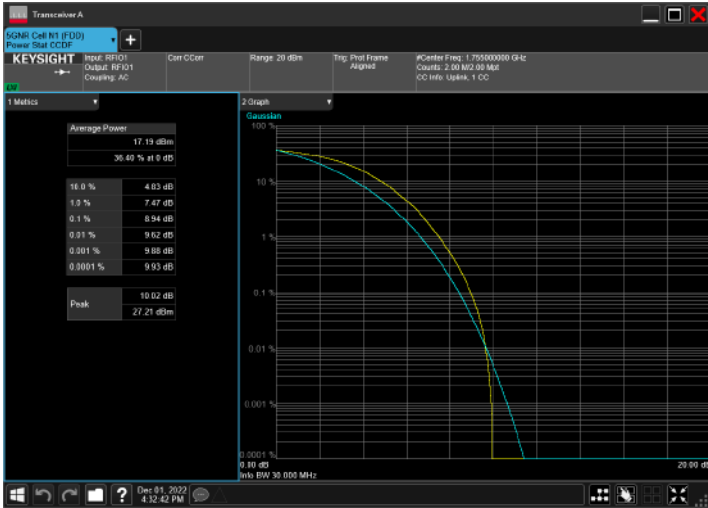 Transceiver A
5GNR Cell N1 (FDD)
Power Stat CCDF
KEYSIGHT
Input: RFIO1
Output: RFIO1
Coupling: AC
Corr CCorr
Range: 20 dBm
Trig: Prot Frame
Aligned
#Center Freq: 1.755000000 GHz
Counts: 2.00 M/2.00 Mpt
CC Info: Uplink, 1 CC
1 Metrics
Average Power
17.19 dBm
36.40 % at 0 dB
10.0 % 4.83 dB
1.0 % 7.47 dB
0.1 % 8.94 dB
0.01 % 9.62 dB
0.001 % 9.88 dB
0.0001 % 9.93 dB
Peak
10.02 dB
27.21 dBm
2 Graph
Gaussian
100 %
10 %
1 %
0.1 %
0.01 %
0.001 %
0.0001 %
0.00 dB
20.00 dB
Info BW 30.000 MHz
Dec 01, 2022
4:32:42 PM